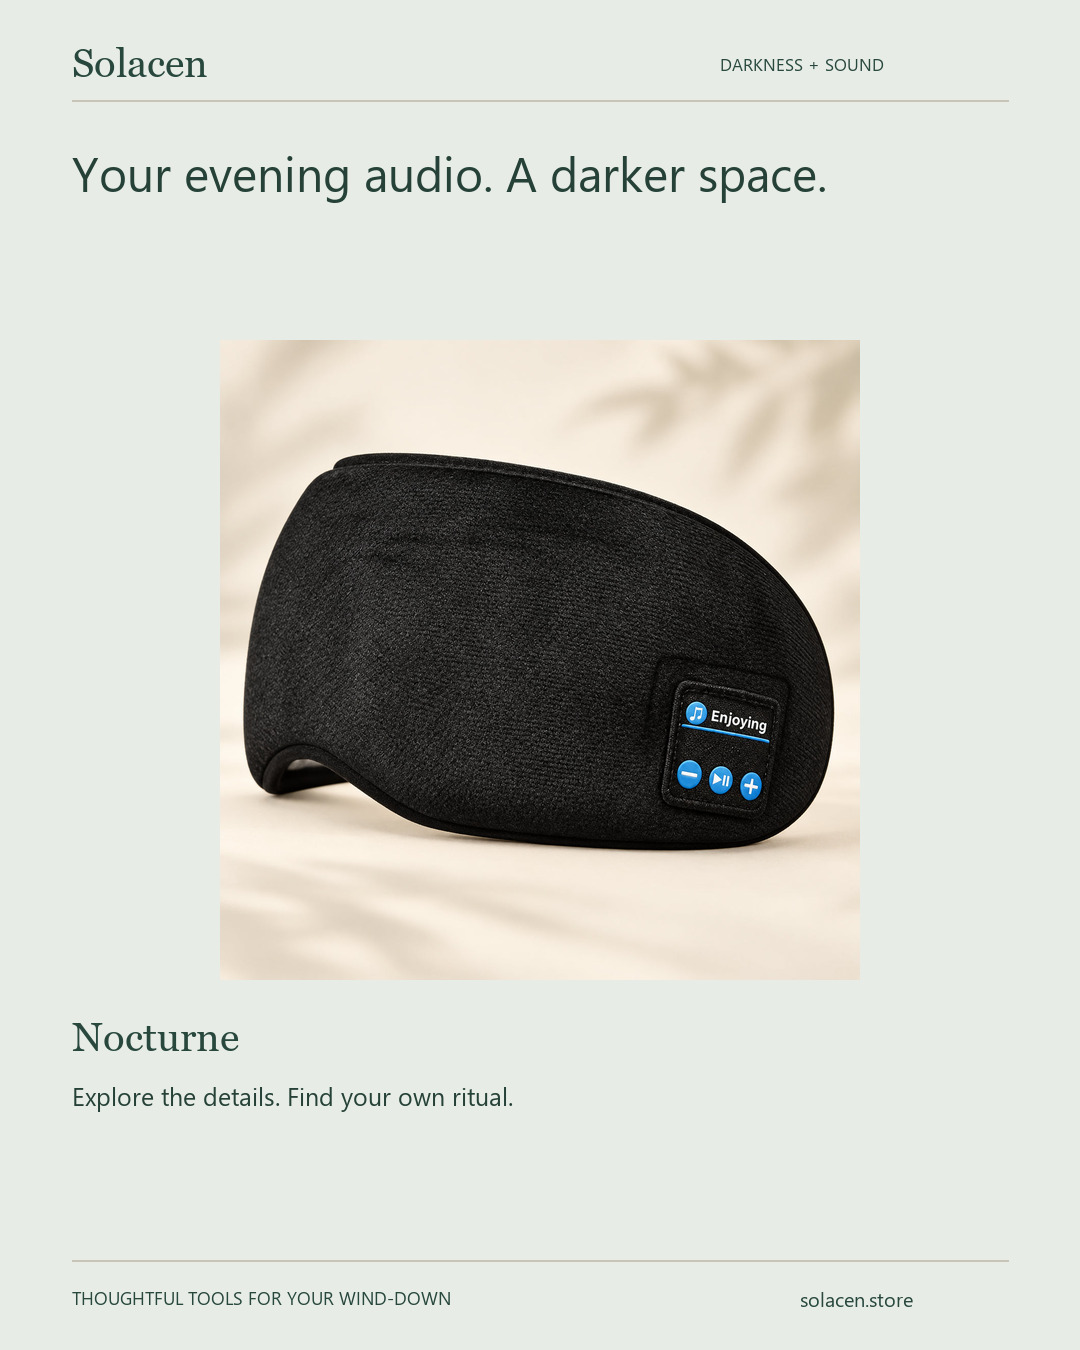 Solacen
DARKNESS + SOUND
Your evening audio. A darker space.
Enjoying
Nocturne
Explore the details. Find your own ritual.
THOUGHTFUL TOOLS FOR YOUR WIND-DOWN
solacen.store